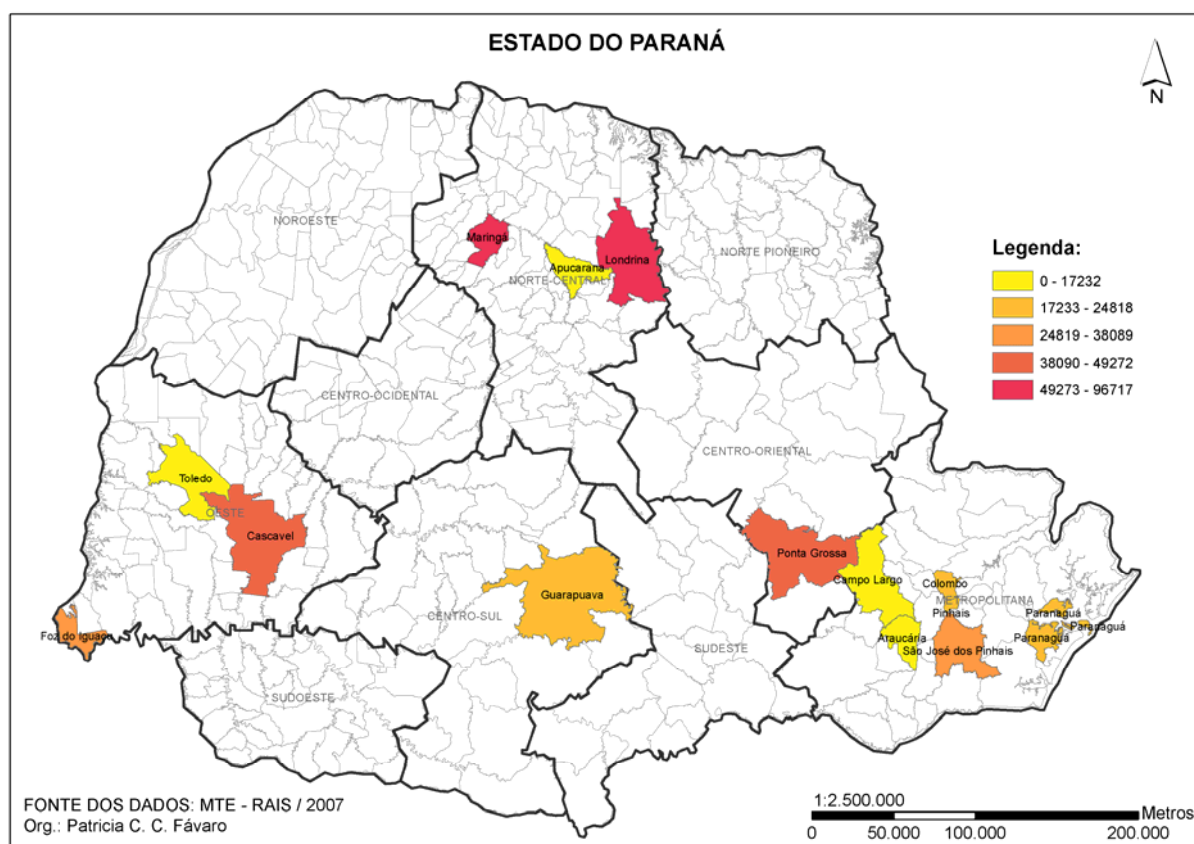 ESTADO DO PARANÁ
N
NOROESTE
Maringá
Londrina
Apucarana
NORTE-CENTRAL
NORTE PIONEIRO
Legenda:
0 - 17232
17233 - 24818
24819 - 38089
38090 - 49272
49273 - 96717
CENTRO-OCIDENTAL
CENTRO-ORIENTAL
Toledo
OESTE
Cascavel
Ponta Grossa
Campo Largo
Colombo
METROPOLITANA
Pinhais
Paranaguá
Paranaguá
Paranaguá
Guarapuava
CENTRO-SUL
Foz do Iguaçu
Araucária
São José dos Pinhais
SUDESTE
SUDOESTE
FONTE DOS DADOS: MTE - RAIS / 2007
Org.: Patricia C. C. Fávaro
1:2.500.000
Metros
0 50.000 100.000 200.000